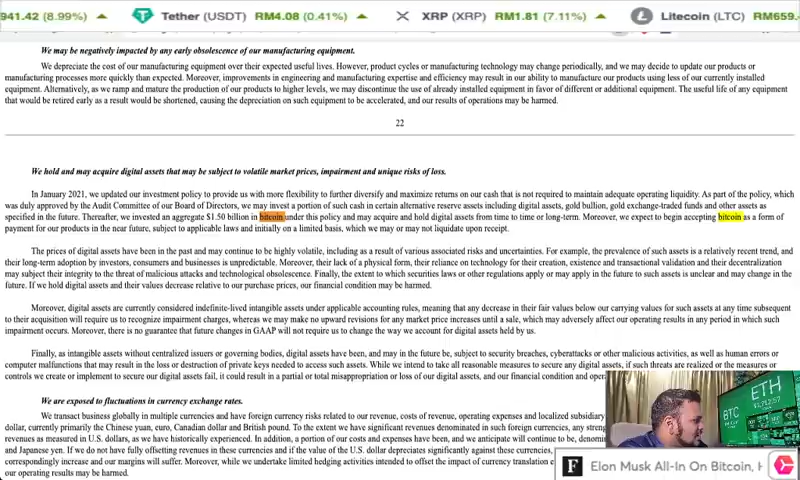 941.42 (8.99%) ▲ Tether (USDT) RM4.08 (0.41%) ▲ XRP (XRP) RM1.81 (7.11%) ▲ Litecoin (LTC) RM659.
We may be negatively impacted by any early obsolescence of our manufacturing equipment.
We depreciate the cost of our manufacturing equipment over their expected useful lives. However, product cycles or manufacturing technology may change periodically, and we may decide to update our products or
manufacturing processes more quickly than expected. Moreover, improvements in engineering and manufacturing expertise and efficiency may result in our ability to manufacture our products using less of our currently installed
equipment. Alternatively, as we ramp and mature the production of our products to higher levels, we may discontinue the use of already installed equipment in favor of different or additional equipment. The useful life of any equipment
that would be retired early as a result would be shortened, causing the depreciation on such equipment to be accelerated, and our results of operations may be harmed.
22
We hold and may acquire digital assets that may be subject to volatile market prices, impairment and unique risks of loss.
In January 2021, we updated our investment policy to provide us with more flexibility to further diversify and maximize returns on our cash that is not required to maintain adequate operating liquidity. As part of the policy, which
was duly approved by the Audit Committee of our Board of Directors, we may invest a portion of such cash in certain alternative reserve assets including digital assets, gold bullion, gold exchange-traded funds and other assets as
specified in the future. Thereafter, we invested an aggregate $1.50 billion in bitcoin under this policy and may acquire and hold digital assets from time to time or long-term. Moreover, we expect to begin accepting bitcoin as a form of
payment for our products in the near future, subject to applicable laws and initially on a limited basis, which we may or may not liquidate upon receipt.
The prices of digital assets have been in the past and may continue to be highly volatile, including as a result of various associated risks and uncertainties. For example, the prevalence of such assets is a relatively recent trend, and
their long-term adoption by investors, consumers and businesses is unpredictable. Moreover, their lack of a physical form, their reliance on technology for their creation, existence and transactional validation and their decentralization
may subject their integrity to the threat of malicious attacks and technological obsolescence. Finally, the extent to which securities laws or other regulations apply or may apply in the future to such assets is unclear and may change in the
future. If we hold digital assets and their values decrease relative to our purchase prices, our financial condition may be harmed.
Moreover, digital assets are currently considered indefinite-lived intangible assets under applicable accounting rules, meaning that any decrease in their fair values below our carrying values for such assets at any time subsequent
to their acquisition will require us to recognize impairment charges, whereas we may make no upward revisions for any market price increases until a sale, which may adversely affect our operating results in any period in which such
impairment occurs. Moreover, there is no guarantee that future changes in GAAP will not require us to change the way we account for digital assets held by us.
Finally, as intangible assets without centralized issuers or governing bodies, digital assets have been, and may in the future be, subject to security breaches, cyberattacks or other malicious activities, as well as human errors or
computer malfunctions that may result in the loss or destruction of private keys needed to access such assets. While we intend to take all reasonable measures to secure any digital assets, if such threats are realized or the measures or
controls we create or implement to secure our digital assets fail, it could result in a partial or total misappropriation or loss of our digital assets, and our financial condition and oper
We are exposed to fluctuations in currency exchange rates.
We transact business globally in multiple currencies and have foreign currency risks related to our revenue, costs of revenue, operating expenses and localized subsidiary
dollar, currently primarily the Chinese yuan, euro, Canadian dollar and British pound. To the extent we have significant revenues denominated in such foreign currencies, any streng
revenues as measured in U.S. dollars, as we have historically experienced. In addition, a portion of our costs and expenses have been, and we anticipate will continue to be, denomin
and Japanese yen. If we do not have fully offsetting revenues in these currencies and if the value of the U.S. dollar depreciates significantly against these currencies,
correspondingly increase and our margins will suffer. Moreover, while we undertake limited hedging activities intended to offset the impact of currency translation e
our operating results may be harmed.
BTC
ETH
Elon Musk All-In On Bitcoin, H